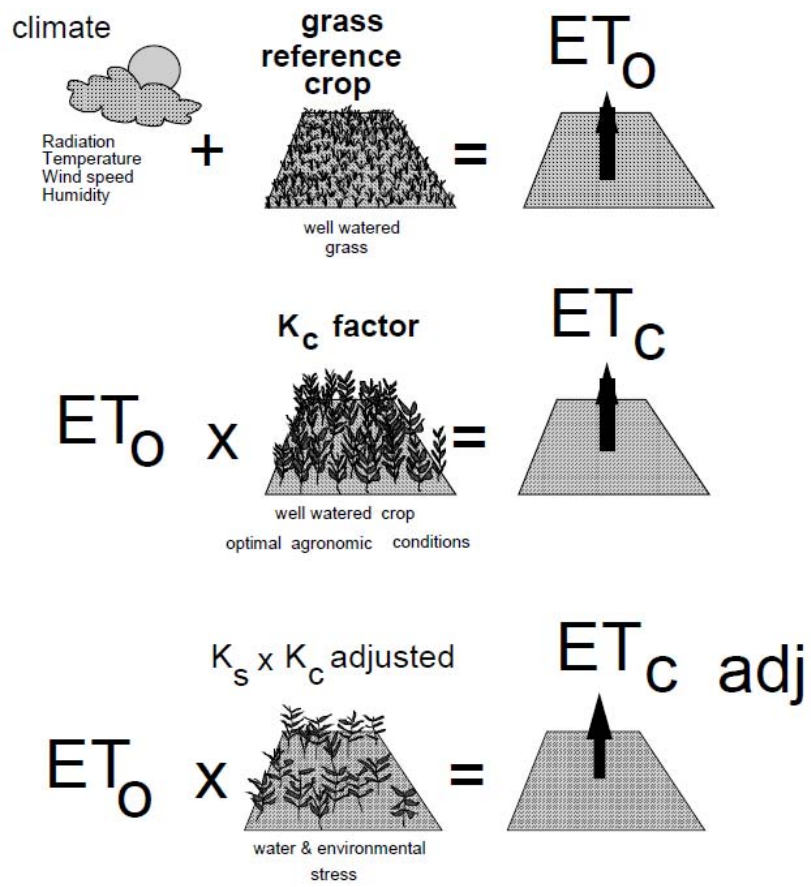 climate
Radiation
Temperature
Wind speed
Humidity
+
grass
reference
crop
well watered
grass
=
ETo
Kc factor
ETo x
well watered crop
optimal agronomic conditions
=
ETc
Ks x Kc adjusted
ETo x
water & environmental
stress
=
ETc adj